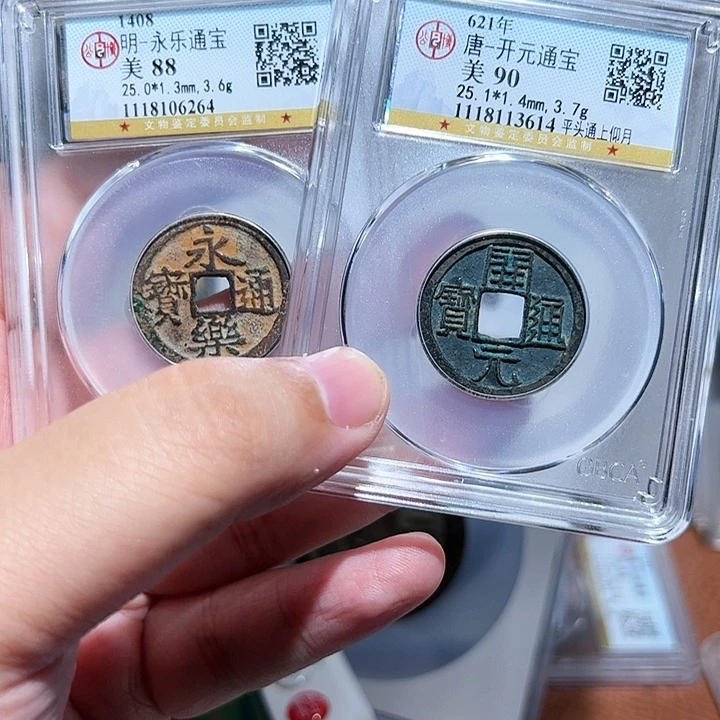 1408
明-永乐通宝
美 88
25.0*1.3mm,3.6g
1118106264
文物鉴定委员会监制
永
樂
通
寶
621年
唐-开元通宝
美 90
25.1*1.4mm,3.7g
1118113614 平头通上仰月
文物鉴定委员会监制
開
元
通
寶